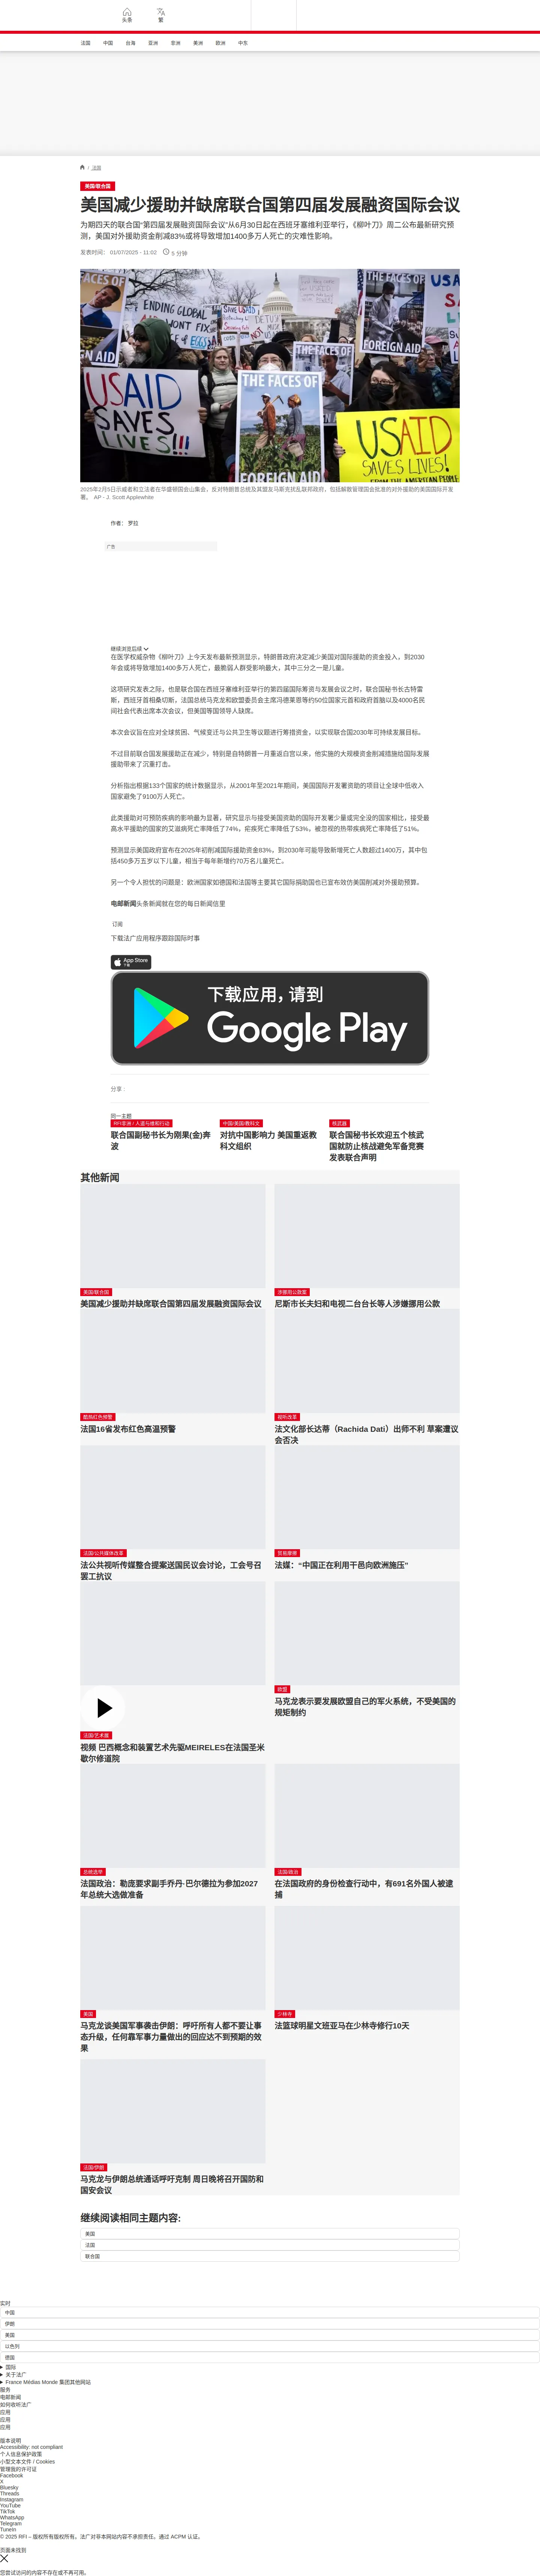 头条
繁
法国
中国
台海
亚洲
非洲
美洲
欧洲
中东
/ 法国
美国/联合国
美国减少援助并缺席联合国第四届发展融资国际会议
为期四天的联合国“第四届发展融资国际会议”从6月30日起在西班牙塞维利亚举行，《柳叶刀》周二公布最新研究预
测，美国对外援助资金削减83%或将导致增加1400多万人死亡的灾难性影响。
发表时间： 01/07/2025 - 11:02
5 分钟
FACES OF
ENDING GLOBAL
WON'T FIX
EGGFL
USAID
SAVES
LIVES!!
THE FACES
OF
FOREIGN AID
THE FACES OF
FOREIGN AID
USAID
SAVES LIVES!
FROM THE AMERICAN PEOPLE
2025年2月5日示威者和立法者在华盛顿国会山集会，反对特朗普总统及其盟友马斯克扰乱联邦政府，包括解散管理国会批准的对外援助的美国国际开发
署。 AP - J. Scott Applewhite
作者： 罗拉
广告
继续浏览后续
在医学权威杂物《柳叶刀》上今天发布最新预测显示，特朗普政府决定减少美国对国际援助的资金投入，到2030
年会或将导致增加1400多万人死亡，最脆弱人群受影响最大，其中三分之一是儿童。
这项研究发表之际，也是联合国在西班牙塞维利亚举行的第四届国际筹资与发展会议之时，联合国秘书长古特雷
斯，西班牙首相桑切斯，法国总统马克龙和欧盟委员会主席冯德莱恩等约50位国家元首和政府首脑以及4000名民
间社会代表出席本次会议，但美国等国领导人缺席。
本次会议旨在应对全球贫困、气候变迁与公共卫生等议题进行筹措资金，以实现联合国2030年可持续发展目标。
不过目前联合国发展援助正在减少，特别是自特朗普一月重返白宫以来，他实施的大规模资金削减措施给国际发展
援助带来了沉重打击。
分析指出根据133个国家的统计数据显示，从2001年至2021年期间，美国国际开发署资助的项目让全球中低收入
国家避免了9100万人死亡。
此类援助对可预防疾病的影响最为显著，研究显示与接受美国资助的国际开发署少量或完全没的国家相比，接受最
高水平援助的国家的艾滋病死亡率降低了74%，疟疾死亡率降低了53%，被忽视的热带疾病死亡率降低了51%。
预测显示美国政府宣布在2025年初削减国际援助资金83%，到2030年可能导致新增死亡人数超过1400万，其中包
括450多万五岁以下儿童，相当于每年新增约70万名儿童死亡。
另一个令人担忧的问题是：欧洲国家如德国和法国等主要其它国际捐助国也已宣布效仿美国削减对外援助预算。
电邮新闻头条新闻就在您的每日新闻信里
订阅
下载法广应用程序跟踪国际时事
App Store
下载
下载应用，请到
Google Play
分享 :
同一主题
RFI非洲 / 人道与维和行动
联合国副秘书长为刚果(金)奔
波
中国/美国/教科文
对抗中国影响力 美国重返教
科文组织
核武器
联合国秘书长欢迎五个核武
国就防止核战避免军备竞赛
发表联合声明
其他新闻
美国/联合国
美国减少援助并缺席联合国第四届发展融资国际会议
涉挪用公款案
尼斯市长夫妇和电视二台台长等人涉嫌挪用公款
酷热红色预警
法国16省发布红色高温预警
视听改革
法文化部长达蒂（Rachida Dati）出师不利 草案遭议
会否决
法国/公共媒体改革
法公共视听传媒整合提案送国民议会讨论，工会号召
罢工抗议
贸易摩擦
法媒：“中国正在利用干邑向欧洲施压”
法国/艺术展
视频 巴西概念和装置艺术先驱MEIRELES在法国圣米
歇尔修道院
欧盟
马克龙表示要发展欧盟自己的军火系统，不受美国的
规矩制约
总统选举
法国政治：勒庞要求副手乔丹·巴尔德拉为参加2027
年总统大选做准备
法国/政治
在法国政府的身份检查行动中，有691名外国人被逮
捕
美国
马克龙谈美国军事袭击伊朗：呼吁所有人都不要让事
态升级，任何靠军事力量做出的回应达不到预期的效
果
少林寺
法篮球明星文班亚马在少林寺修行10天
法国/伊朗
马克龙与伊朗总统通话呼吁克制 周日晚将召开国防和
国安会议
继续阅读相同主题内容:
美国
法国
联合国
实时
中国
伊朗
美国
以色列
德国
国际
关于法广
France Médias Monde 集团其他网站
服务
电邮新闻
如何收听法广
应用
应用
应用
版本说明
Accessibility: not compliant
个人信息保护政策
小型文本文件 / Cookies
管理我的许可证
Facebook
X
Bluesky
Threads
Instagram
YouTube
TikTok
WhatsApp
Telegram
TuneIn
© 2025 RFI – 版权所有版权所有。法广对非本网站内容不承担责任。通过 ACPM 认证。
页面未找到
您尝试访问的内容不存在或不再可用。